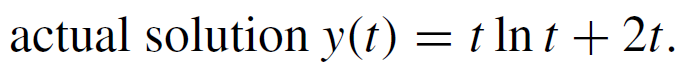 actual solution y(t) = t ln t + 2t.